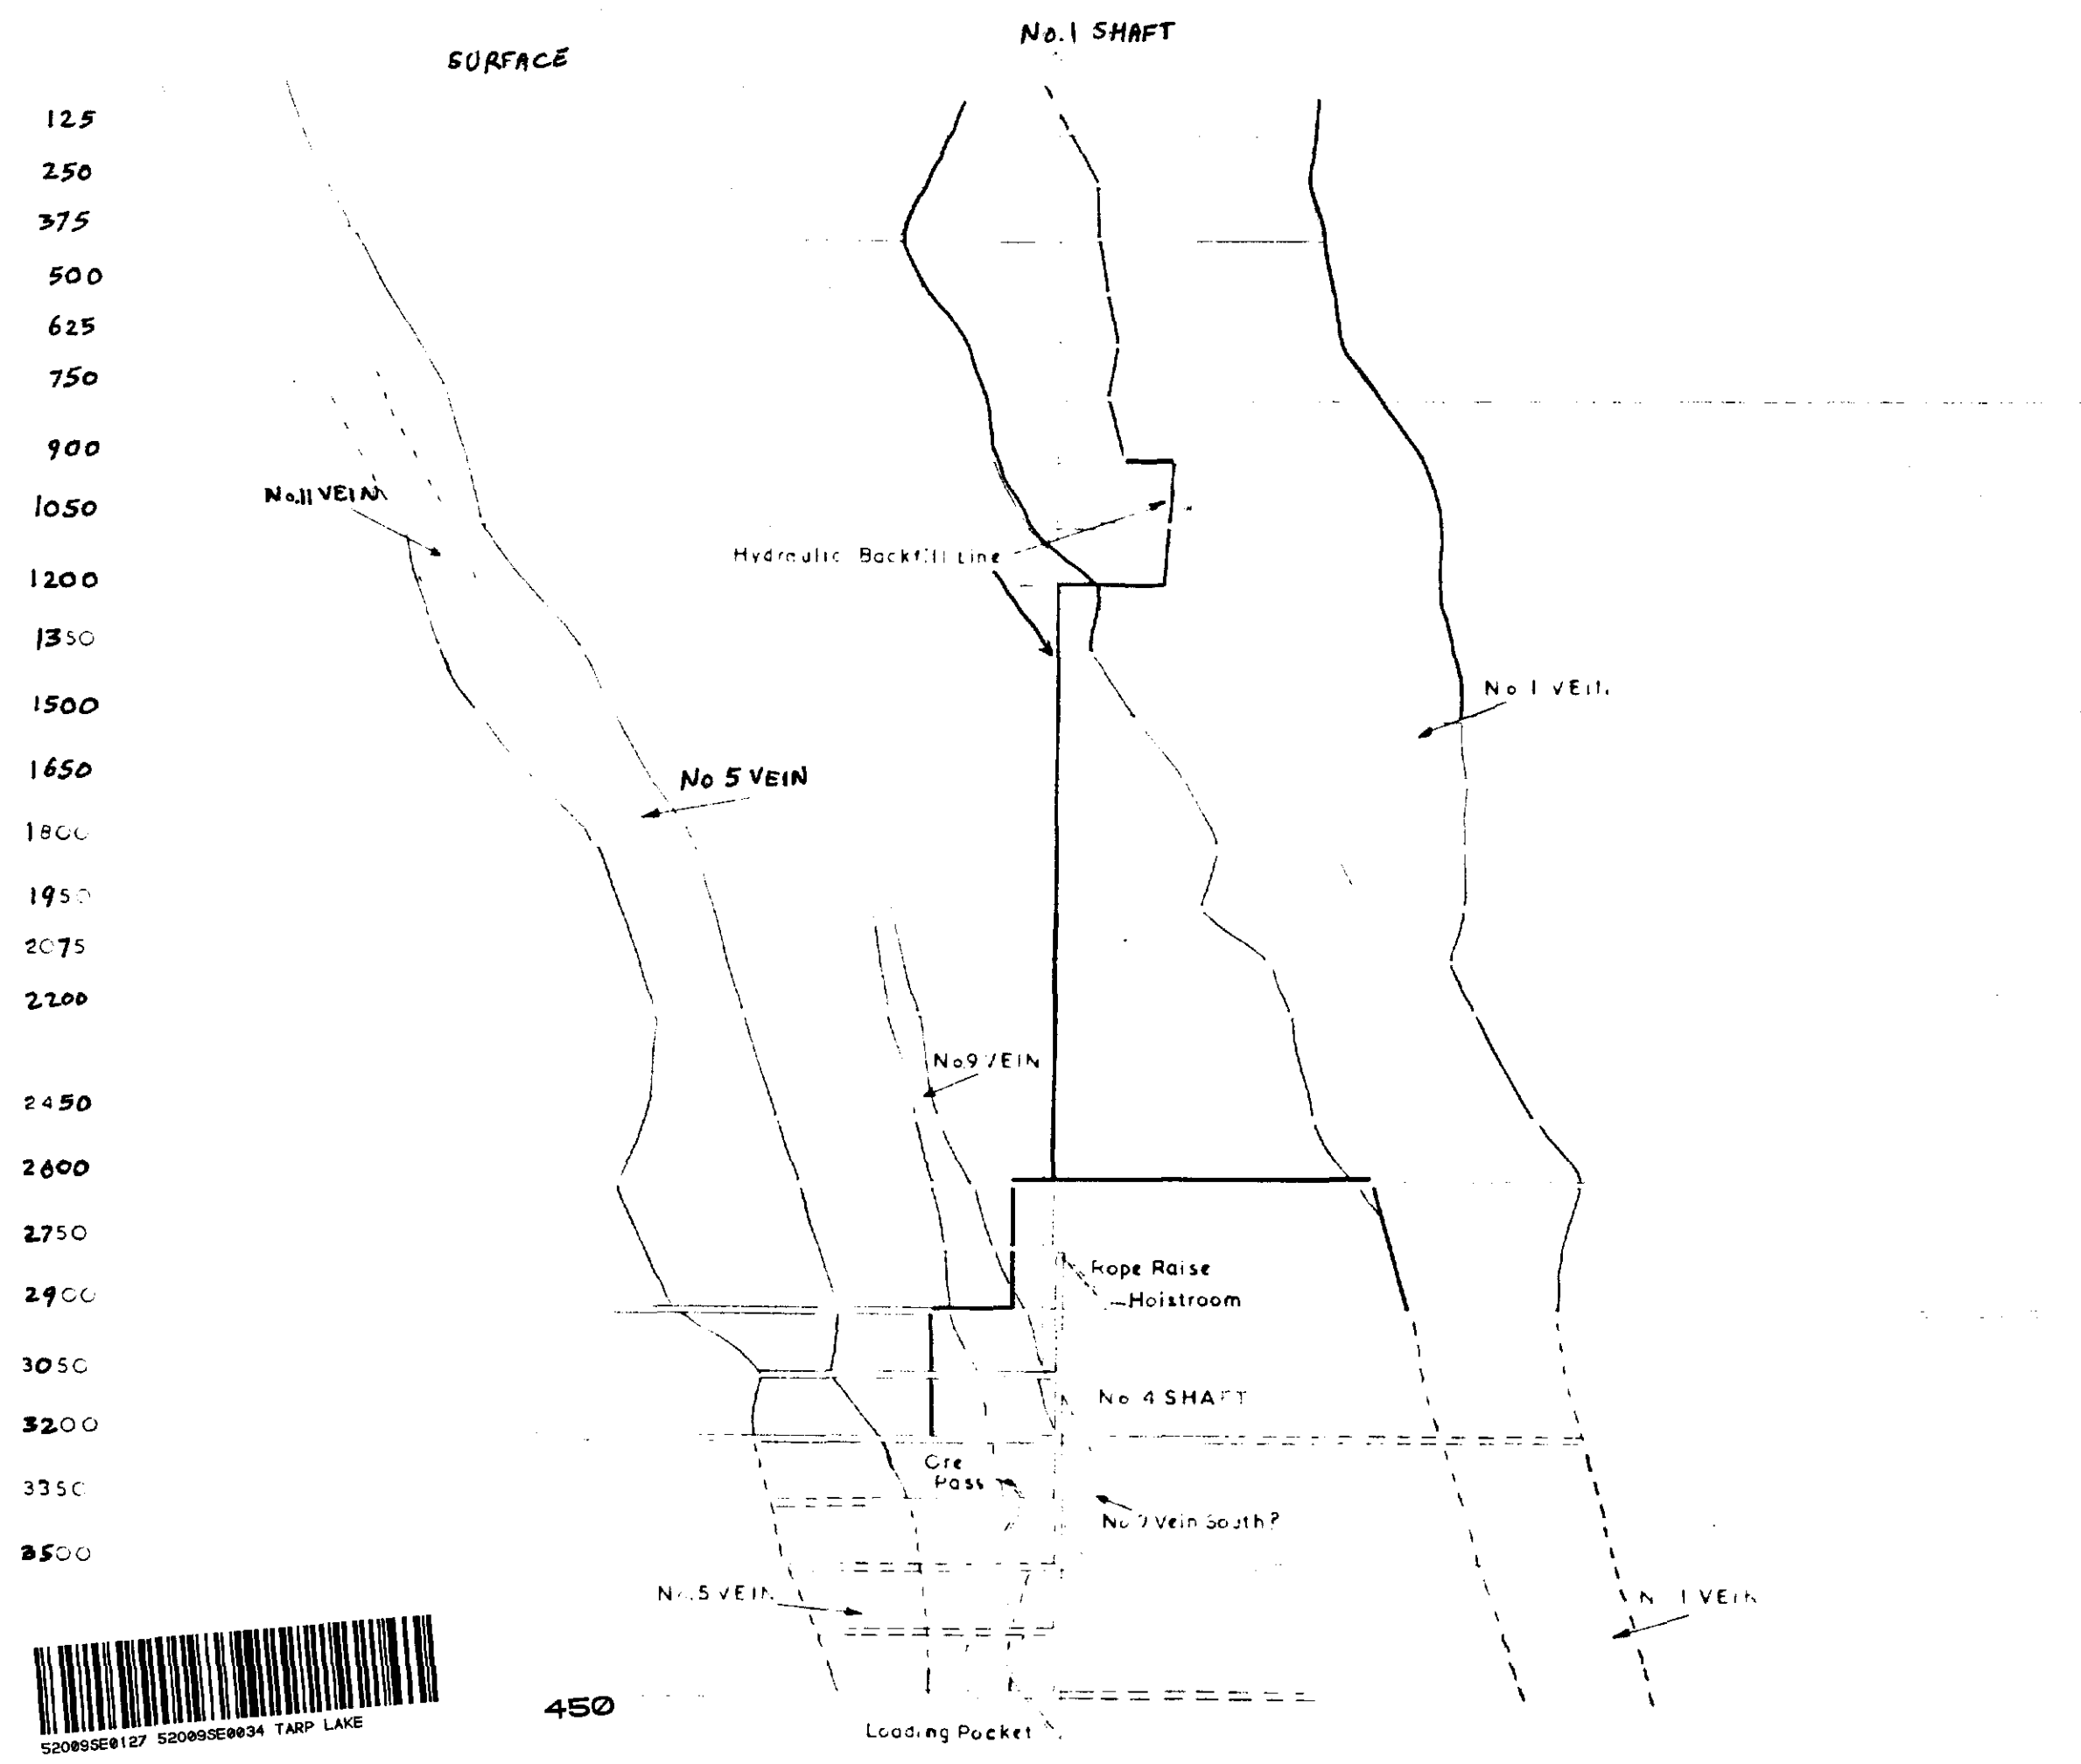 No.1 SHAFT
SURFACE
125
250
375
500
625
750
900
No.11 VEIN
1050
Hydraulic Backfill Line
1200
1350
No 1 VEIN
1500
1650
No 5 VEIN
1800
1950
2075
2200
No.9 VEIN
2450
2600
2750
Rope Raise
Hoistroom
2900
3050
No 4 SHAFT
3200
Ore
Pass
3350
No 9 Vein South?
3500
No.5 VEIN
N 1 VEIN
450
Loading Pocket
52009SE0127 52009SE0034 TARP LAKE